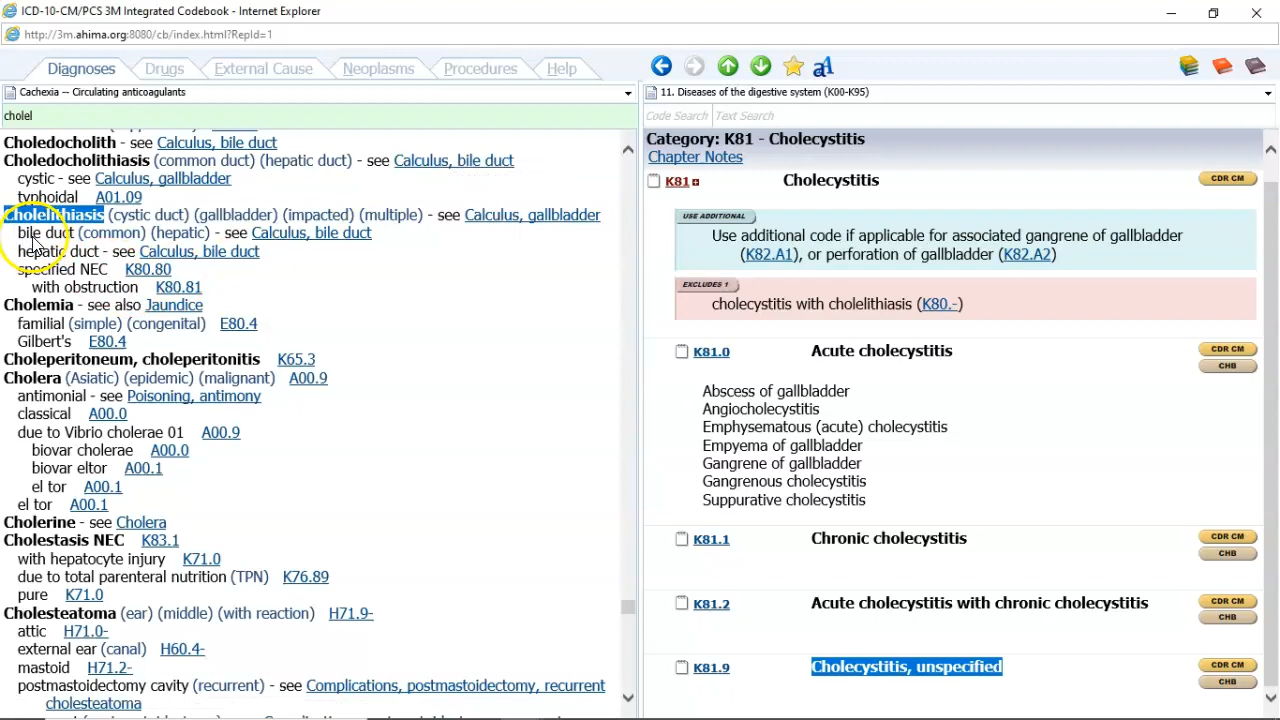 ICD-10-CM/PCS 3M Integrated Codebook - Internet Explorer
http://3m.ahima.org:8080/cb/index.html?RepId=1
Diagnoses Drugs External Cause Neoplasms Procedures Help
Cachexia -- Circulating anticoagulants
cholel
Choledocholith - see Calculus, bile duct
Choledocholithiasis (common duct) (hepatic duct) - see Calculus, bile duct
cystic - see Calculus, gallbladder
typhoidal A01.09
Cholelithiasis (cystic duct) (gallbladder) (impacted) (multiple) - see Calculus, gallbladder
bile duct (common) (hepatic) - see Calculus, bile duct
hepatic duct - see Calculus, bile duct
specified NEC K80.80
with obstruction K80.81
Cholemia - see also Jaundice
familial (simple) (congenital) E80.4
Gilbert's E80.4
Choleperitoneum, choleperitonitis K65.3
Cholera (Asiatic) (epidemic) (malignant) A00.9
antimonial - see Poisoning, antimony
classical A00.0
due to Vibrio cholerae 01 A00.9
biovar cholerae A00.0
biovar eltor A00.1
el tor A00.1
el tor A00.1
Cholerine - see Cholera
Cholestasis NEC K83.1
with hepatocyte injury K71.0
due to total parenteral nutrition (TPN) K76.89
pure K71.0
Cholesteatoma (ear) (middle) (with reaction) H71.9-
attic H71.0-
external ear (canal) H60.4-
mastoid H71.2-
postmastoidectomy cavity (recurrent) - see Complications, postmastoidectomy, recurrent
cholesteatoma
11. Diseases of the digestive system (K00-K95)
Code Search Text Search
Category: K81 - Cholecystitis
Chapter Notes
K81 Cholecystitis CDR CM
USE ADDITIONAL
Use additional code if applicable for associated gangrene of gallbladder
(K82.A1), or perforation of gallbladder (K82.A2)
EXCLUDES 1
cholecystitis with cholelithiasis (K80.-)
K81.0 Acute cholecystitis CDR CM
CHB
Abscess of gallbladder
Angiocholecystitis
Emphysematous (acute) cholecystitis
Empyema of gallbladder
Gangrene of gallbladder
Gangrenous cholecystitis
Suppurative cholecystitis
K81.1 Chronic cholecystitis CDR CM
CHB
K81.2 Acute cholecystitis with chronic cholecystitis CDR CM
CHB
K81.9 Cholecystitis, unspecified CDR CM
CHB